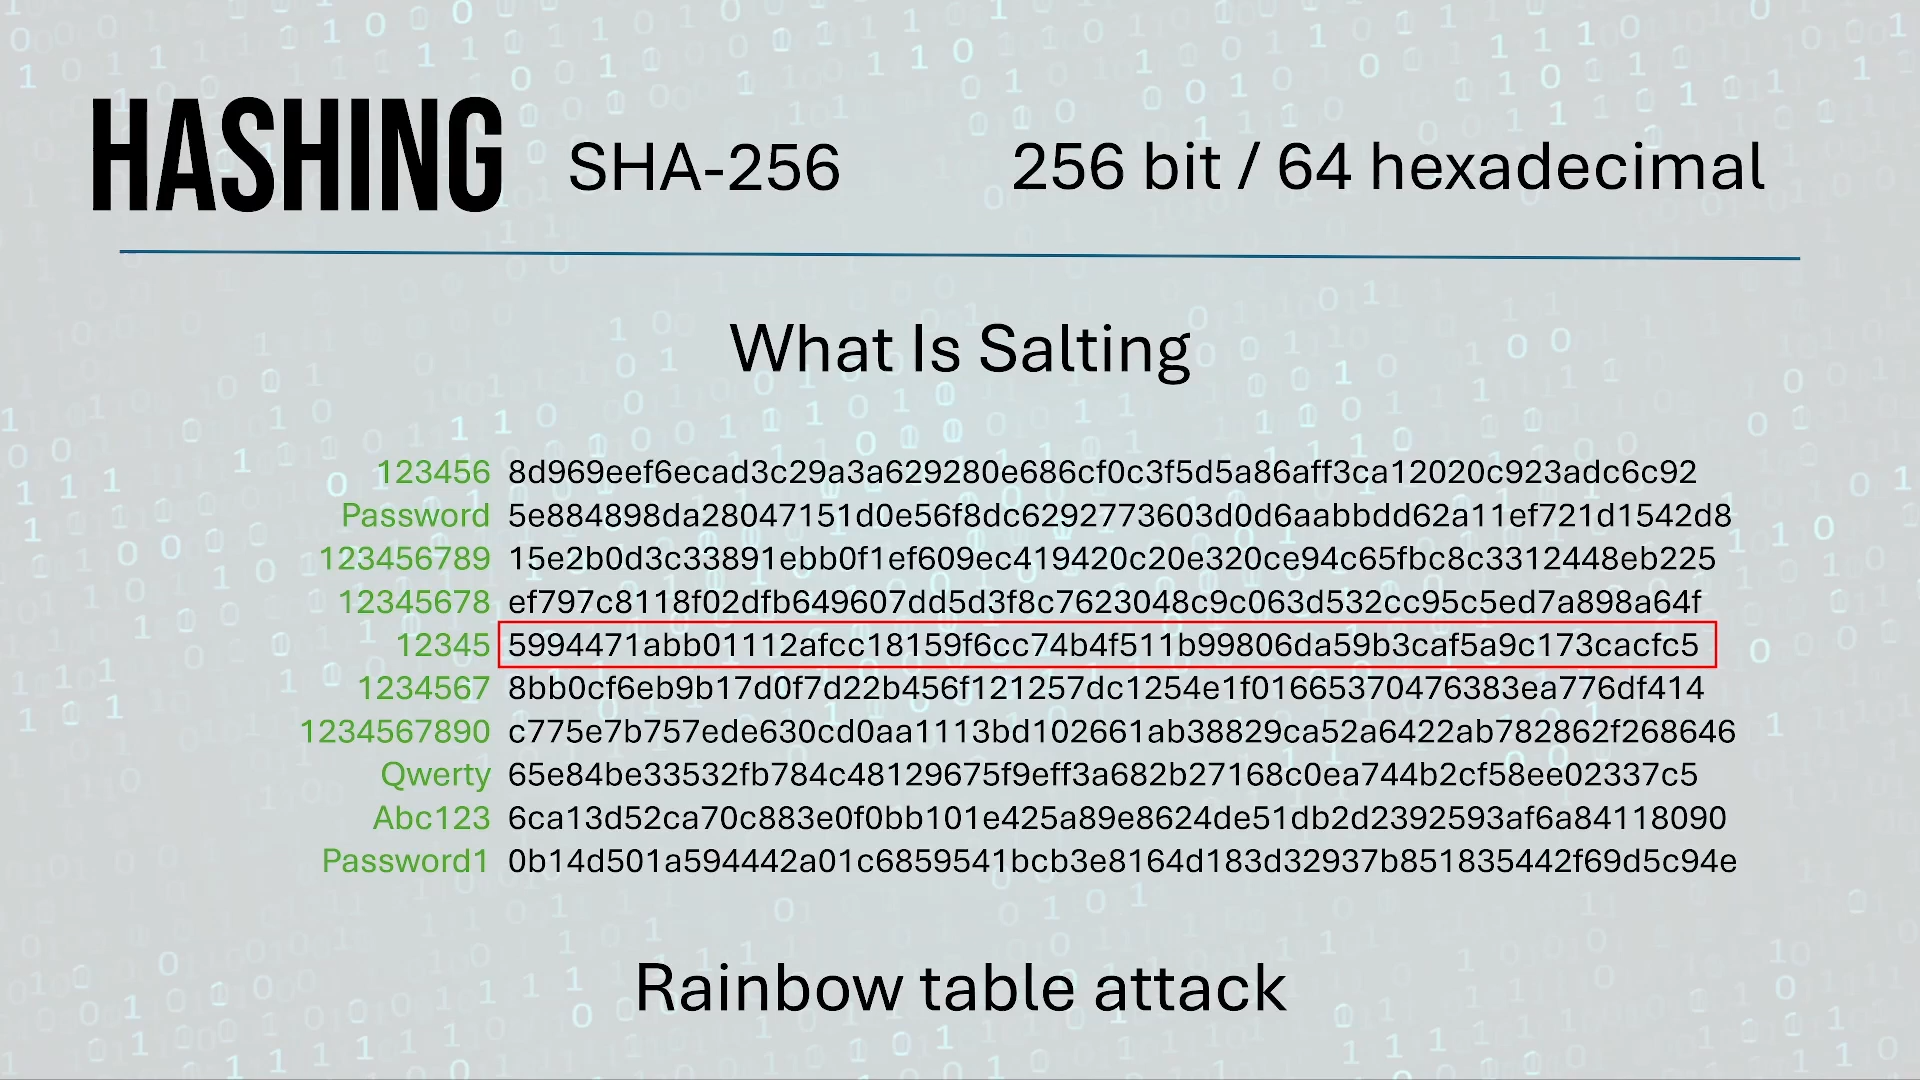 HASHING SHA-256 256 bit / 64 hexadecimal
What Is Salting
123456 8d969eef6ecad3c29a3a629280e686cf0c3f5d5a86aff3ca12020c923adc6c92
Password 5e884898da28047151d0e56f8dc6292773603d0d6aabbdd62a11ef721d1542d8
123456789 15e2b0d3c33891ebb0f1ef609ec419420c20e320ce94c65fbc8c3312448eb225
12345678 ef797c8118f02dfb649607dd5d3f8c7623048c9c063d532cc95c5ed7a898a64f
12345 5994471abb01112afcc18159f6cc74b4f511b99806da59b3caf5a9c173cacfc5
1234567 8bb0cf6eb9b17d0f7d22b456f121257dc1254e1f01665370476383ea776df414
1234567890 c775e7b757ede630cd0aa1113bd102661ab38829ca52a6422ab782862f268646
Qwerty 65e84be33532fb784c48129675f9eff3a682b27168c0ea744b2cf58ee02337c5
Abc123 6ca13d52ca70c883e0f0bb101e425a89e8624de51db2d2392593af6a84118090
Password1 0b14d501a594442a01c6859541bcb3e8164d183d32937b851835442f69d5c94e
Rainbow table attack